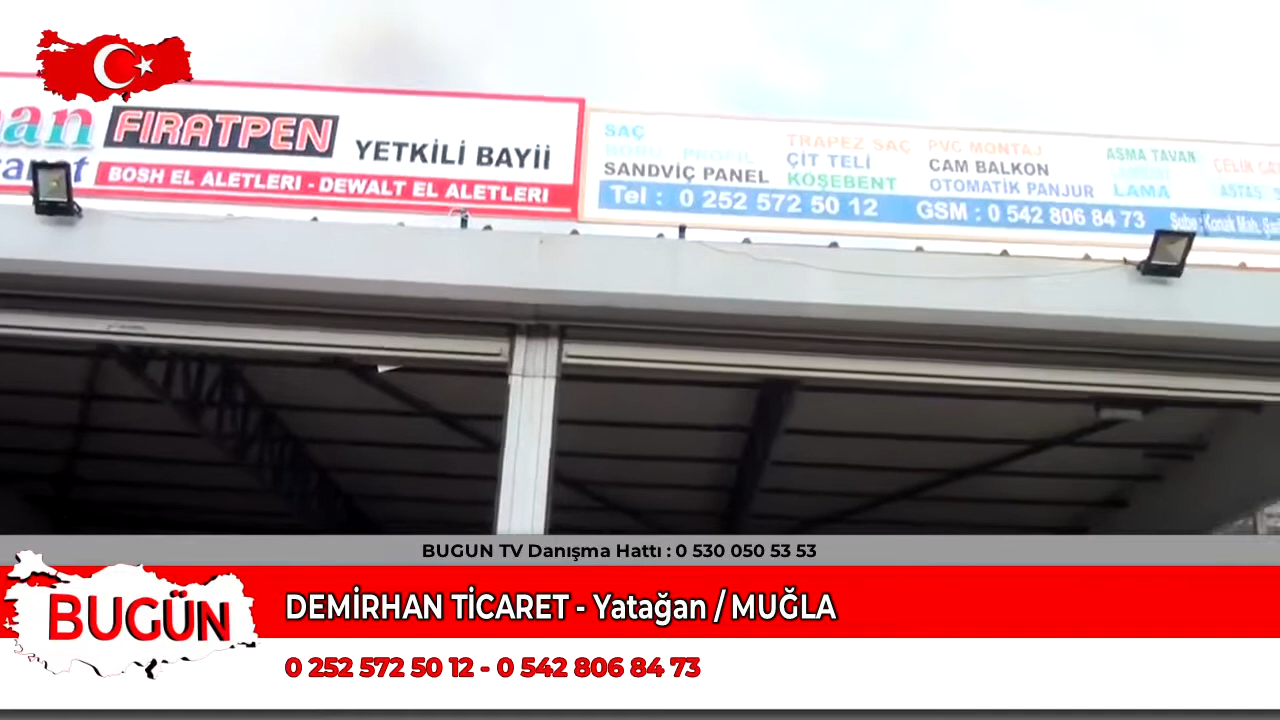 FIRATPEN YETKİLİ BAYİİ
BOSH EL ALETLERI - DEWALT EL ALETLERI
SAÇ
BORU PROFİL
SANDVİÇ PANEL
TRAPEZ SAÇ
ÇİT TELİ
KÖŞEBENT
PVC MONTAJ
CAM BALKON
OTOMATİK PANJUR
ASMA TAVAN
LAMA
Tel : 0 252 572 50 12 GSM : 0 542 806 84 73
BUGUN TV Danışma Hattı : 0 530 050 53 53
BUGÜN
DEMİRHAN TİCARET - Yatağan / MUĞLA
0 252 572 50 12 - 0 542 806 84 73